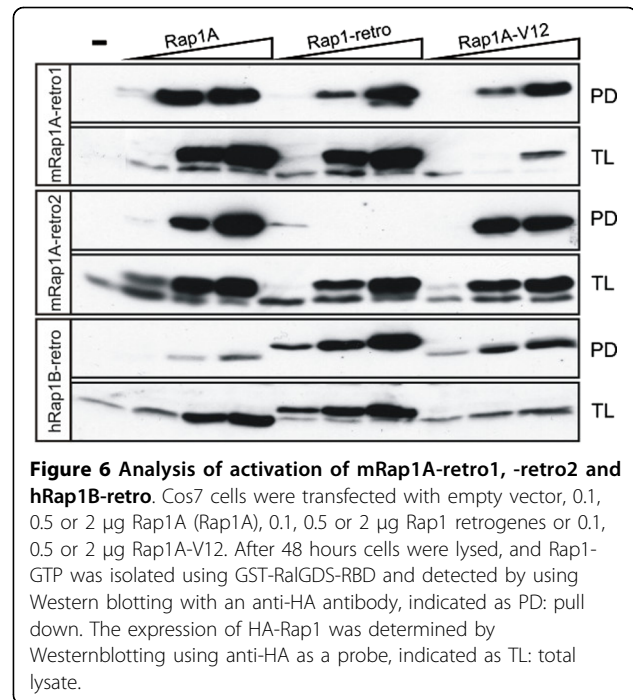 – Rap1A Rap1-retro Rap1A-V12
mRap1A-retro1
PD
TL
mRap1A-retro2
PD
TL
hRap1B-retro
PD
TL
Figure 6 Analysis of activation of mRap1A-retro1, -retro2 and
hRap1B-retro. Cos7 cells were transfected with empty vector, 0.1,
0.5 or 2 μg Rap1A (Rap1A), 0.1, 0.5 or 2 μg Rap1 retrogenes or 0.1,
0.5 or 2 μg Rap1A-V12. After 48 hours cells were lysed, and Rap1-
GTP was isolated using GST-RalGDS-RBD and detected by using
Western blotting with an anti-HA antibody, indicated as PD: pull
down. The expression of HA-Rap1 was determined by
Westernblotting using anti-HA as a probe, indicated as TL: total
lysate.